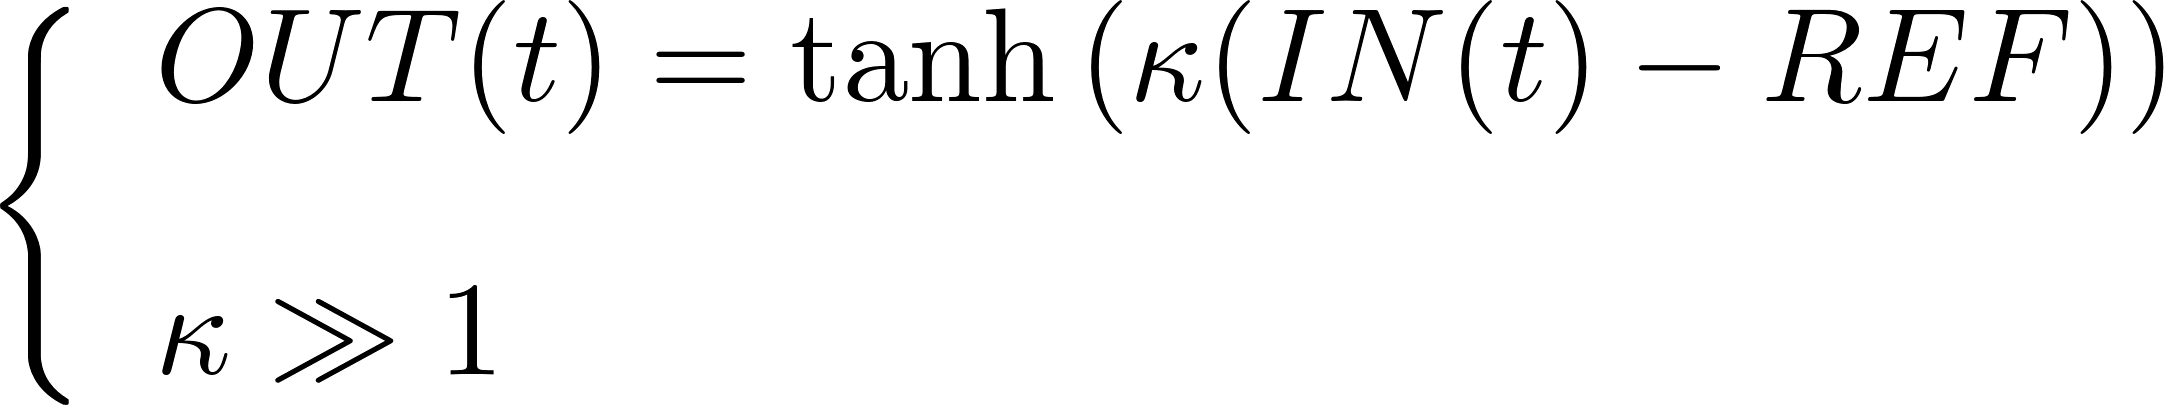 OUT(t) = tanh (κ(IN(t) − REF))
κ ≫ 1